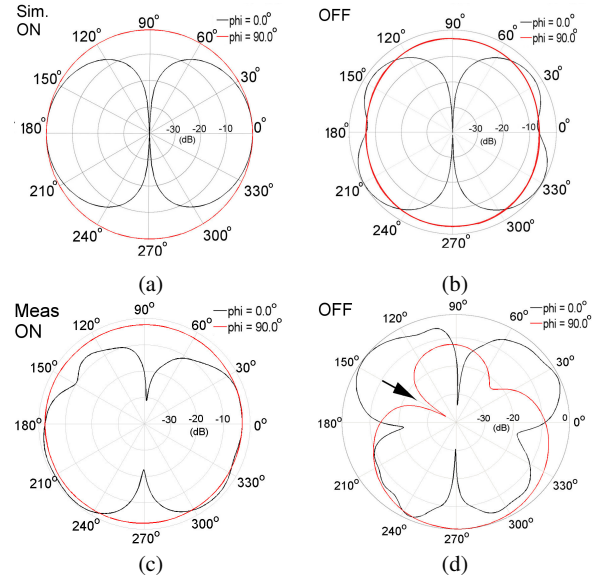 Sim.
ON
90°
phi = 0.0°
phi = 90.0°
120°
60°
150°
30°
180°
-30 -20 -10
(dB)
0°
210°
330°
240°
300°
270°
(a)
OFF
90°
phi = 0.0°
phi = 90.0°
120°
60°
150°
30°
180°
-30 -20 -10
(dB)
0°
210°
330°
240°
300°
270°
(b)
Meas
ON
90°
phi = 0.0°
phi = 90.0°
120°
60°
150°
30°
180°
-30 -20 -10
(dB)
0°
210°
330°
240°
300°
270°
(c)
OFF
90°
phi = 0.0°
phi = 90.0°
120°
60°
150°
30°
180°
-30 -20 0
(dB)
0°
210°
330°
240°
300°
270°
(d)